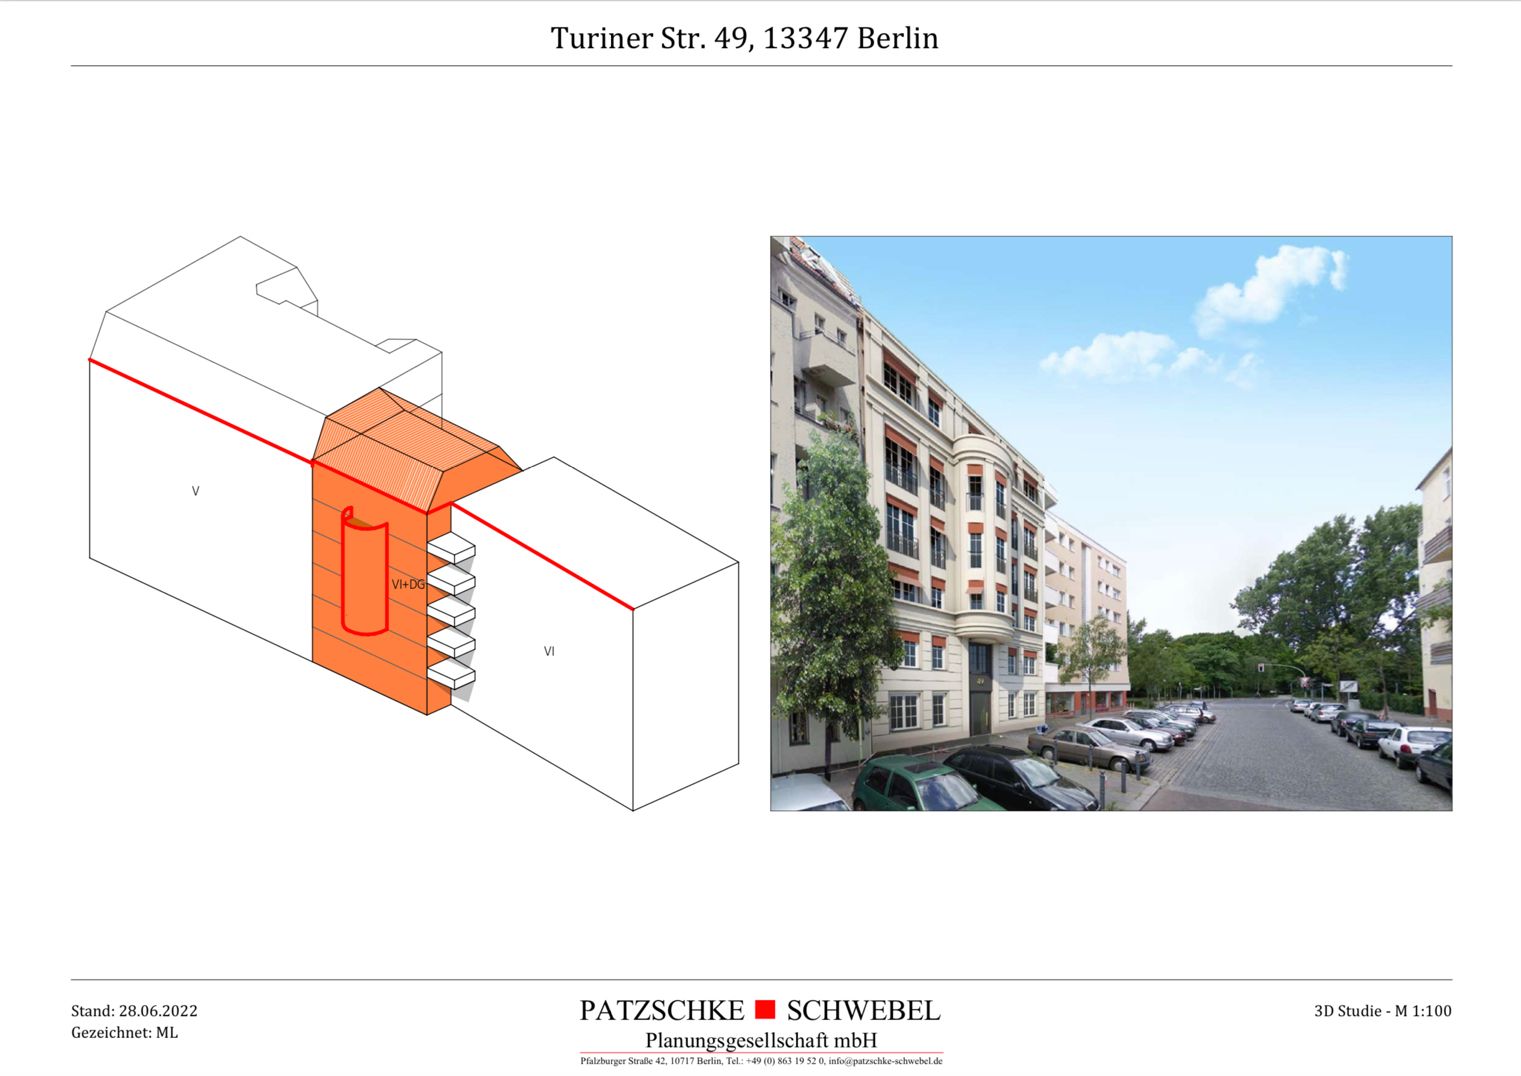 Turiner Str. 49, 13347 Berlin
V
VI+DG
VI
49
Stand: 28.06.2022
Gezeichnet: ML
PATZSCHKE SCHWEBEL
Planungsgesellschaft mbH
Pfalzburger Straße 42, 10717 Berlin, Tel.: +49 (0) 863 19 52 0, info@patzschke-schwebel.de
3D Studie - M 1:100